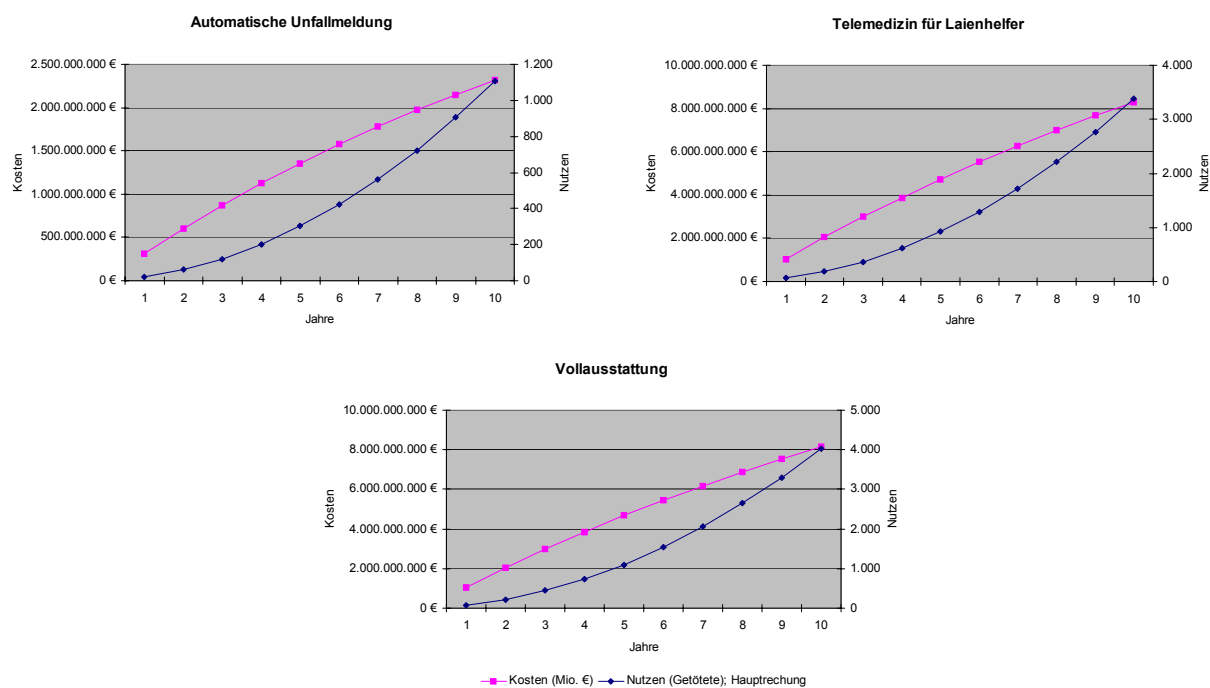 Automatische Unfallmeldung
2.500.000.000 €
2.000.000.000 €
1.500.000.000 €
1.000.000.000 €
500.000.000 €
0 €
Kosten
1.200
1.000
800
600
400
200
0
Nutzen
1 2 3 4 5 6 7 8 9 10
Jahre
Telemedizin für Laienhelfer
10.000.000.000 €
8.000.000.000 €
6.000.000.000 €
4.000.000.000 €
2.000.000.000 €
0 €
Kosten
4.000
3.000
2.000
1.000
0
Nutzen
1 2 3 4 5 6 7 8 9 10
Jahre
Vollausstattung
10.000.000.000 €
8.000.000.000 €
6.000.000.000 €
4.000.000.000 €
2.000.000.000 €
0 €
Kosten
5.000
4.000
3.000
2.000
1.000
0
Nutzen
1 2 3 4 5 6 7 8 9 10
Jahre
Kosten (Mio. €) Nutzen (Getötete); Hauptrechung